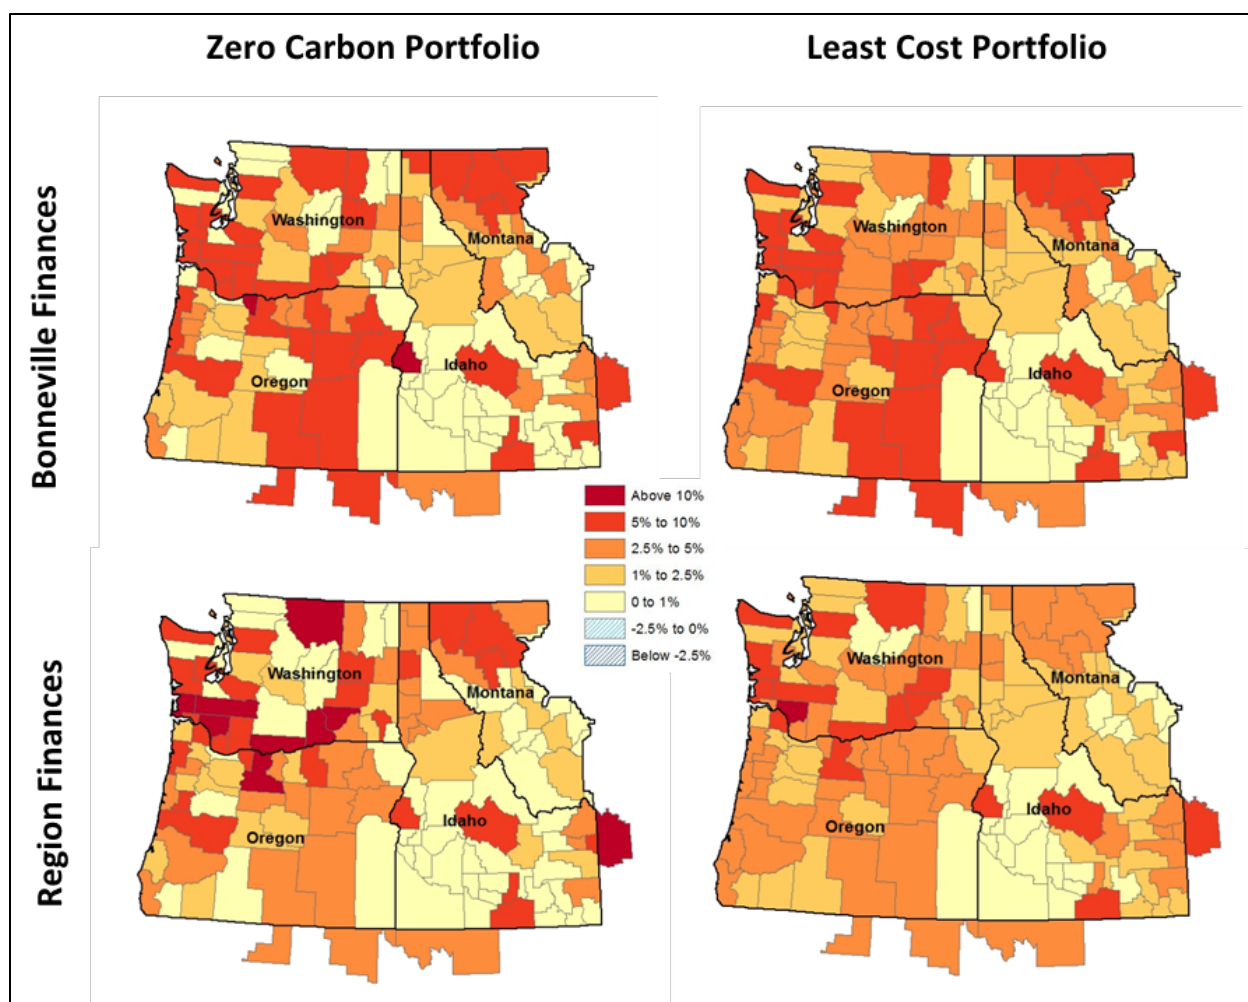 Zero Carbon Portfolio
Least Cost Portfolio
Bonneville Finances
Washington
Montana
Idaho
Oregon
Washington
Montana
Idaho
Oregon
Above 10%
5% to 10%
2.5% to 5%
1% to 2.5%
0 to 1%
-2.5% to 0%
Below -2.5%
Region Finances
Washington
Montana
Idaho
Oregon
Washington
Montana
Idaho
Oregon